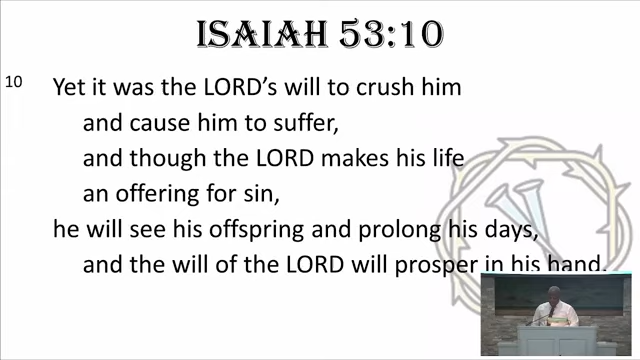 ISAIAH 53:10
10 Yet it was the LORD’s will to crush him
and cause him to suffer,
and though the LORD makes his life
an offering for sin,
he will see his offspring and prolong his days,
and the will of the LORD will prosper in his hand.